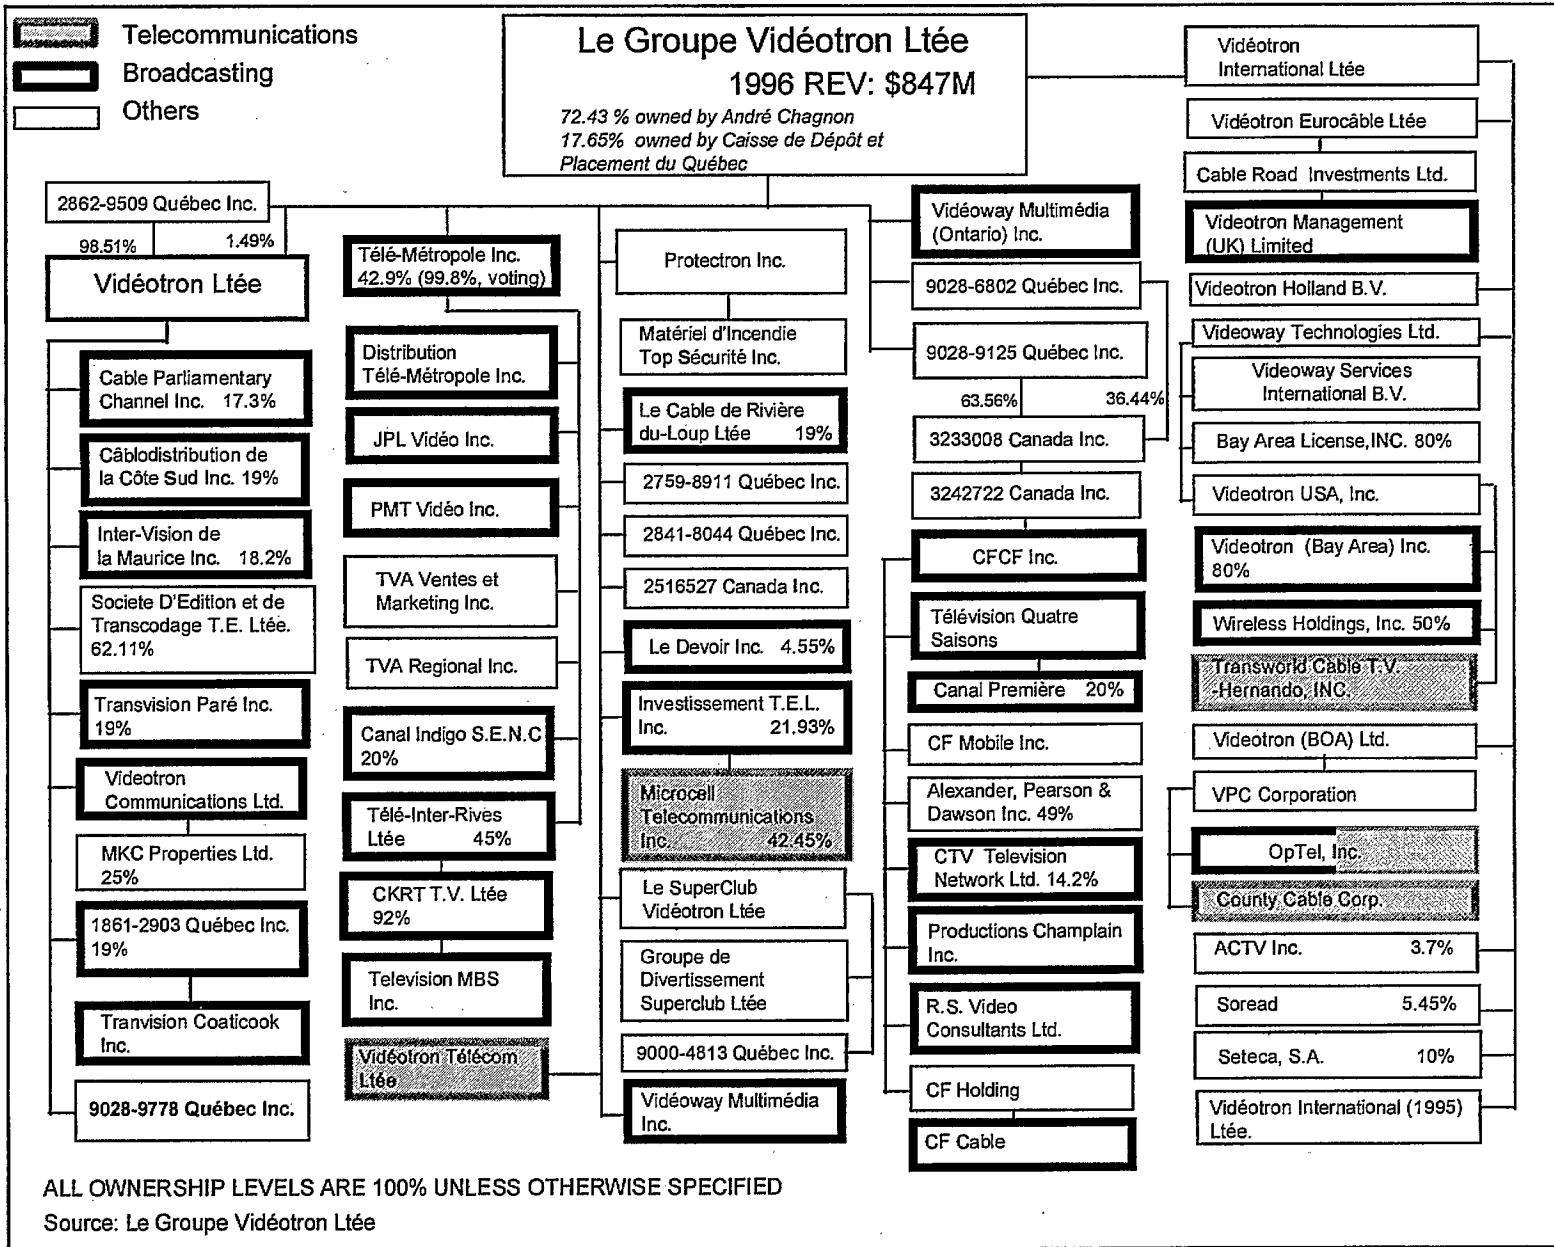 Telecommunications
Broadcasting
Others
Le Groupe Vidéotron Ltée
1996 REV: $847M
72.43 % owned by André Chagnon
17.65% owned by Caisse de Dépôt et
Placement du Québec
2862-9509 Québec Inc.
98.51%
1.49%
Vidéotron Ltée
Cable Parliamentary
Channel Inc. 17.3%
Câblodistribution de
la Côte Sud Inc. 19%
Inter-Vision de
la Maurice Inc. 18.2%
Societe D'Edition et de
Transcodage T.E. Ltée.
62.11%
Transvision Paré Inc.
19%
Videotron
Communications Ltd.
MKC Properties Ltd.
25%
1861-2903 Québec Inc.
19%
Tranvision Coaticook
Inc.
9028-9778 Québec Inc.
Télé-Métropole Inc.
42.9% (99.8%, voting)
Distribution
Télé-Métropole Inc.
JPL Vidéo Inc.
PMT Vidéo Inc.
TVA Ventes et
Marketing Inc.
TVA Regional Inc.
Canal Indigo S.E.N.C
20%
Télé-Inter-Rives
Ltée 45%
CKRT T.V. Ltée
92%
Television MBS
Inc.
Vidéotron Télécom
Ltée
Protectron Inc.
Matériel d'Incendie
Top Sécurité Inc.
Le Cable de Rivière
du-Loup Ltée 19%
2759-8911 Québec Inc.
2841-8044 Québec Inc.
2516527 Canada Inc.
Le Devoir Inc. 4.55%
Investissement T.E.L.
Inc. 21.93%
Microcell
Telecommunications
Inc. 42.45%
Le SuperClub
Vidéotron Ltée
Groupe de
Divertissement
Superclub Ltée
9000-4813 Québec Inc.
Vidéoway Multimédia
Inc.
Vidéoway Multimédia
(Ontario) Inc.
9028-6802 Québec Inc.
9028-9125 Québec Inc.
63.56%
36.44%
3233008 Canada Inc.
3242722 Canada Inc.
CFCF Inc.
Télévision Quatre
Saisons
Canal Première 20%
CF Mobile Inc.
Alexander, Pearson &
Dawson Inc. 49%
CTV Television
Network Ltd. 14.2%
Productions Champlain
Inc.
R.S. Video
Consultants Ltd.
CF Holding
CF Cable
Vidéotron
International Ltée
Vidéotron Eurocâble Ltée
Cable Road Investments Ltd.
Videotron Management
(UK) Limited
Videotron Holland B.V.
Videoway Technologies Ltd.
Videoway Services
International B.V.
Bay Area License,INC. 80%
Videotron USA, Inc.
Videotron (Bay Area) Inc.
80%
Wireless Holdings, Inc. 50%
Transworld Cable T.V.
-Hernando, INC.
Videotron (BOA) Ltd.
VPC Corporation
OpTel, Inc.
County Cable Corp.
ACTV Inc. 3.7%
Soread 5.45%
Seteca, S.A. 10%
Vidéotron International (1995)
Ltée.
ALL OWNERSHIP LEVELS ARE 100% UNLESS OTHERWISE SPECIFIED
Source: Le Groupe Vidéotron Ltée